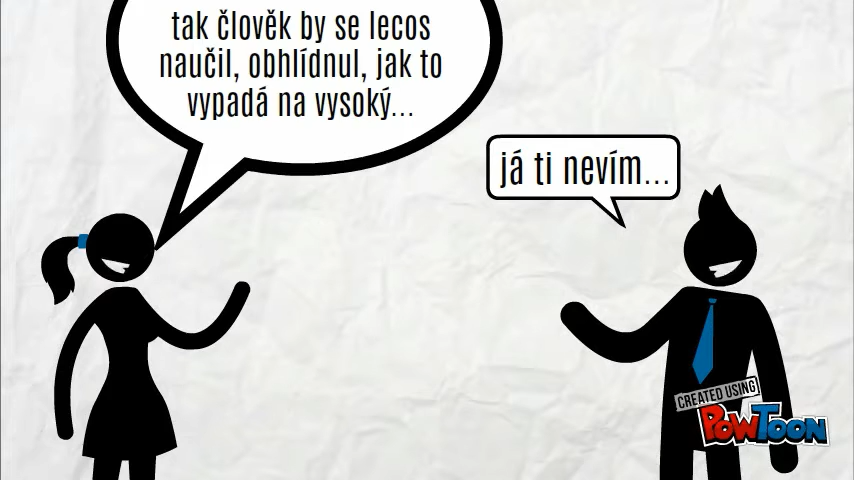 tak člověk by se lecos
naučil, obhlídnul, jak to
vypadá na vysoký...
já ti nevím...
CREATED USING
POWTOON